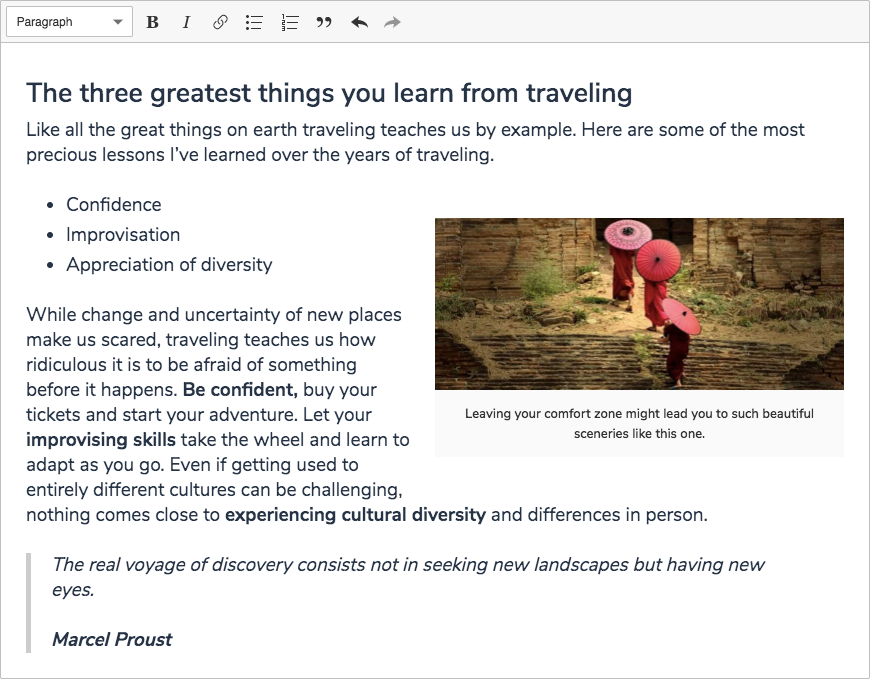 Paragraph
B I
The three greatest things you learn from traveling
Like all the great things on earth traveling teaches us by example. Here are some of the most
precious lessons I’ve learned over the years of traveling.
• Confidence
• Improvisation
• Appreciation of diversity
While change and uncertainty of new places
make us scared, traveling teaches us how
ridiculous it is to be afraid of something
before it happens. Be confident, buy your
tickets and start your adventure. Let your
improvising skills take the wheel and learn to
adapt as you go. Even if getting used to
entirely different cultures can be challenging,
nothing comes close to experiencing cultural diversity and differences in person.
Leaving your comfort zone might lead you to such beautiful
sceneries like this one.
The real voyage of discovery consists not in seeking new landscapes but having new
eyes.
Marcel Proust